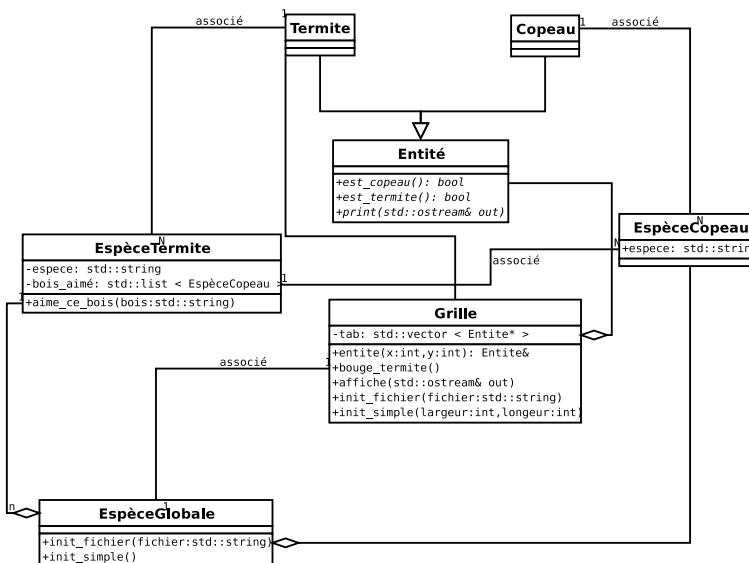 1
associé
Termite
Copeau
1
associé
Entité
+est_copeau(): bool
+est_termite(): bool
+print(std::ostream& out)
N
EspèceCopeau
+espece: std::string
N
EspèceTermite
-espece: std::string
-bois_aimé: std::list < EspèceCopeau >
+aime_ce_bois(bois:std::string)
1
1
associé
N
Grille
-tab: std::vector < Entite* >
+entite(x:int,y:int): Entite&
+bouge_termite()
+affiche(std::ostream& out)
+init_fichier(fichier:std::string)
+init_simple(largeur:int,longeur:int)
associé
1
n
1
EspèceGlobale
+init_fichier(fichier:std::string)
+init_simple()